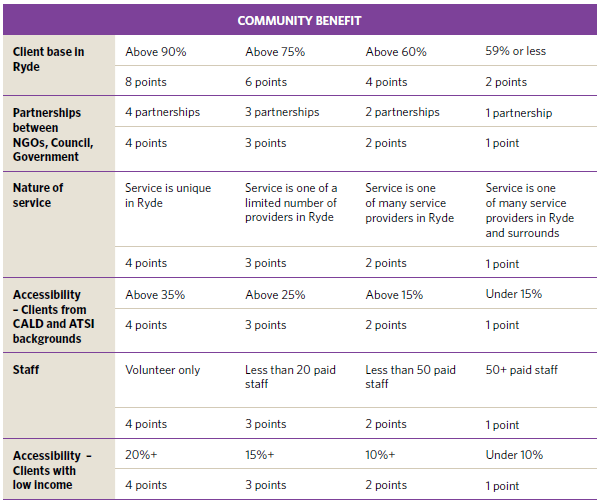 COMMUNITY BENEFIT
Client base in
Ryde
Above 90%
Above 75%
Above 60%
59% or less
8 points
6 points
4 points
2 points
Partnerships
between
NGOs, Council,
Government
4 partnerships
3 partnerships
2 partnerships
1 partnership
4 points
3 points
2 points
1 point
Nature of
service
Service is unique
in Ryde
Service is one of a
limited number of
providers in Ryde
Service is one
of many service
providers in Ryde
Service is one
of many service
providers in Ryde
and surrounds
4 points
3 points
2 points
1 point
Accessibility
– Clients from
CALD and ATSI
backgrounds
Above 35%
Above 25%
Above 15%
Under 15%
4 points
3 points
2 points
1 point
Staff
Volunteer only
Less than 20 paid
staff
Less than 50 paid
staff
50+ paid staff
4 points
3 points
2 points
1 point
Accessibility –
Clients with
low income
20%+
15%+
10%+
Under 10%
4 points
3 points
2 points
1 point